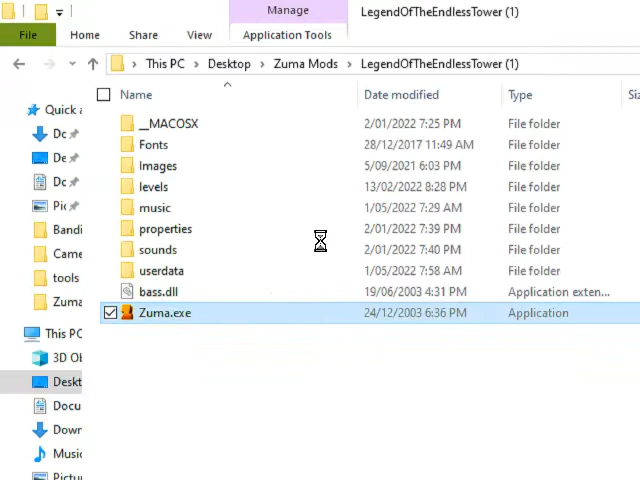 Manage
LegendOfTheEndlessTower (1)
File
Home
Share
View
Application Tools
This PC
Desktop
Zuma Mods
LegendOfTheEndlessTower (1)
Name
Date modified
Type
Siz
Quick a
Dc
De
Dc
Pic
Bandi
Came
tools
Zuma
This PC
3D Ob
Deskt
Docu
Down
Music
Pictu
__MACOSX 2/01/2022 7:25 PM File folder
Fonts 28/12/2017 11:49 AM File folder
Images 5/09/2021 6:03 PM File folder
levels 13/02/2022 8:28 PM File folder
music 1/05/2022 7:29 AM File folder
properties 2/01/2022 7:39 PM File folder
sounds 2/01/2022 7:40 PM File folder
userdata 1/05/2022 7:58 AM File folder
bass.dll 19/06/2003 4:31 PM Application exten...
Zuma.exe 24/12/2003 6:36 PM Application